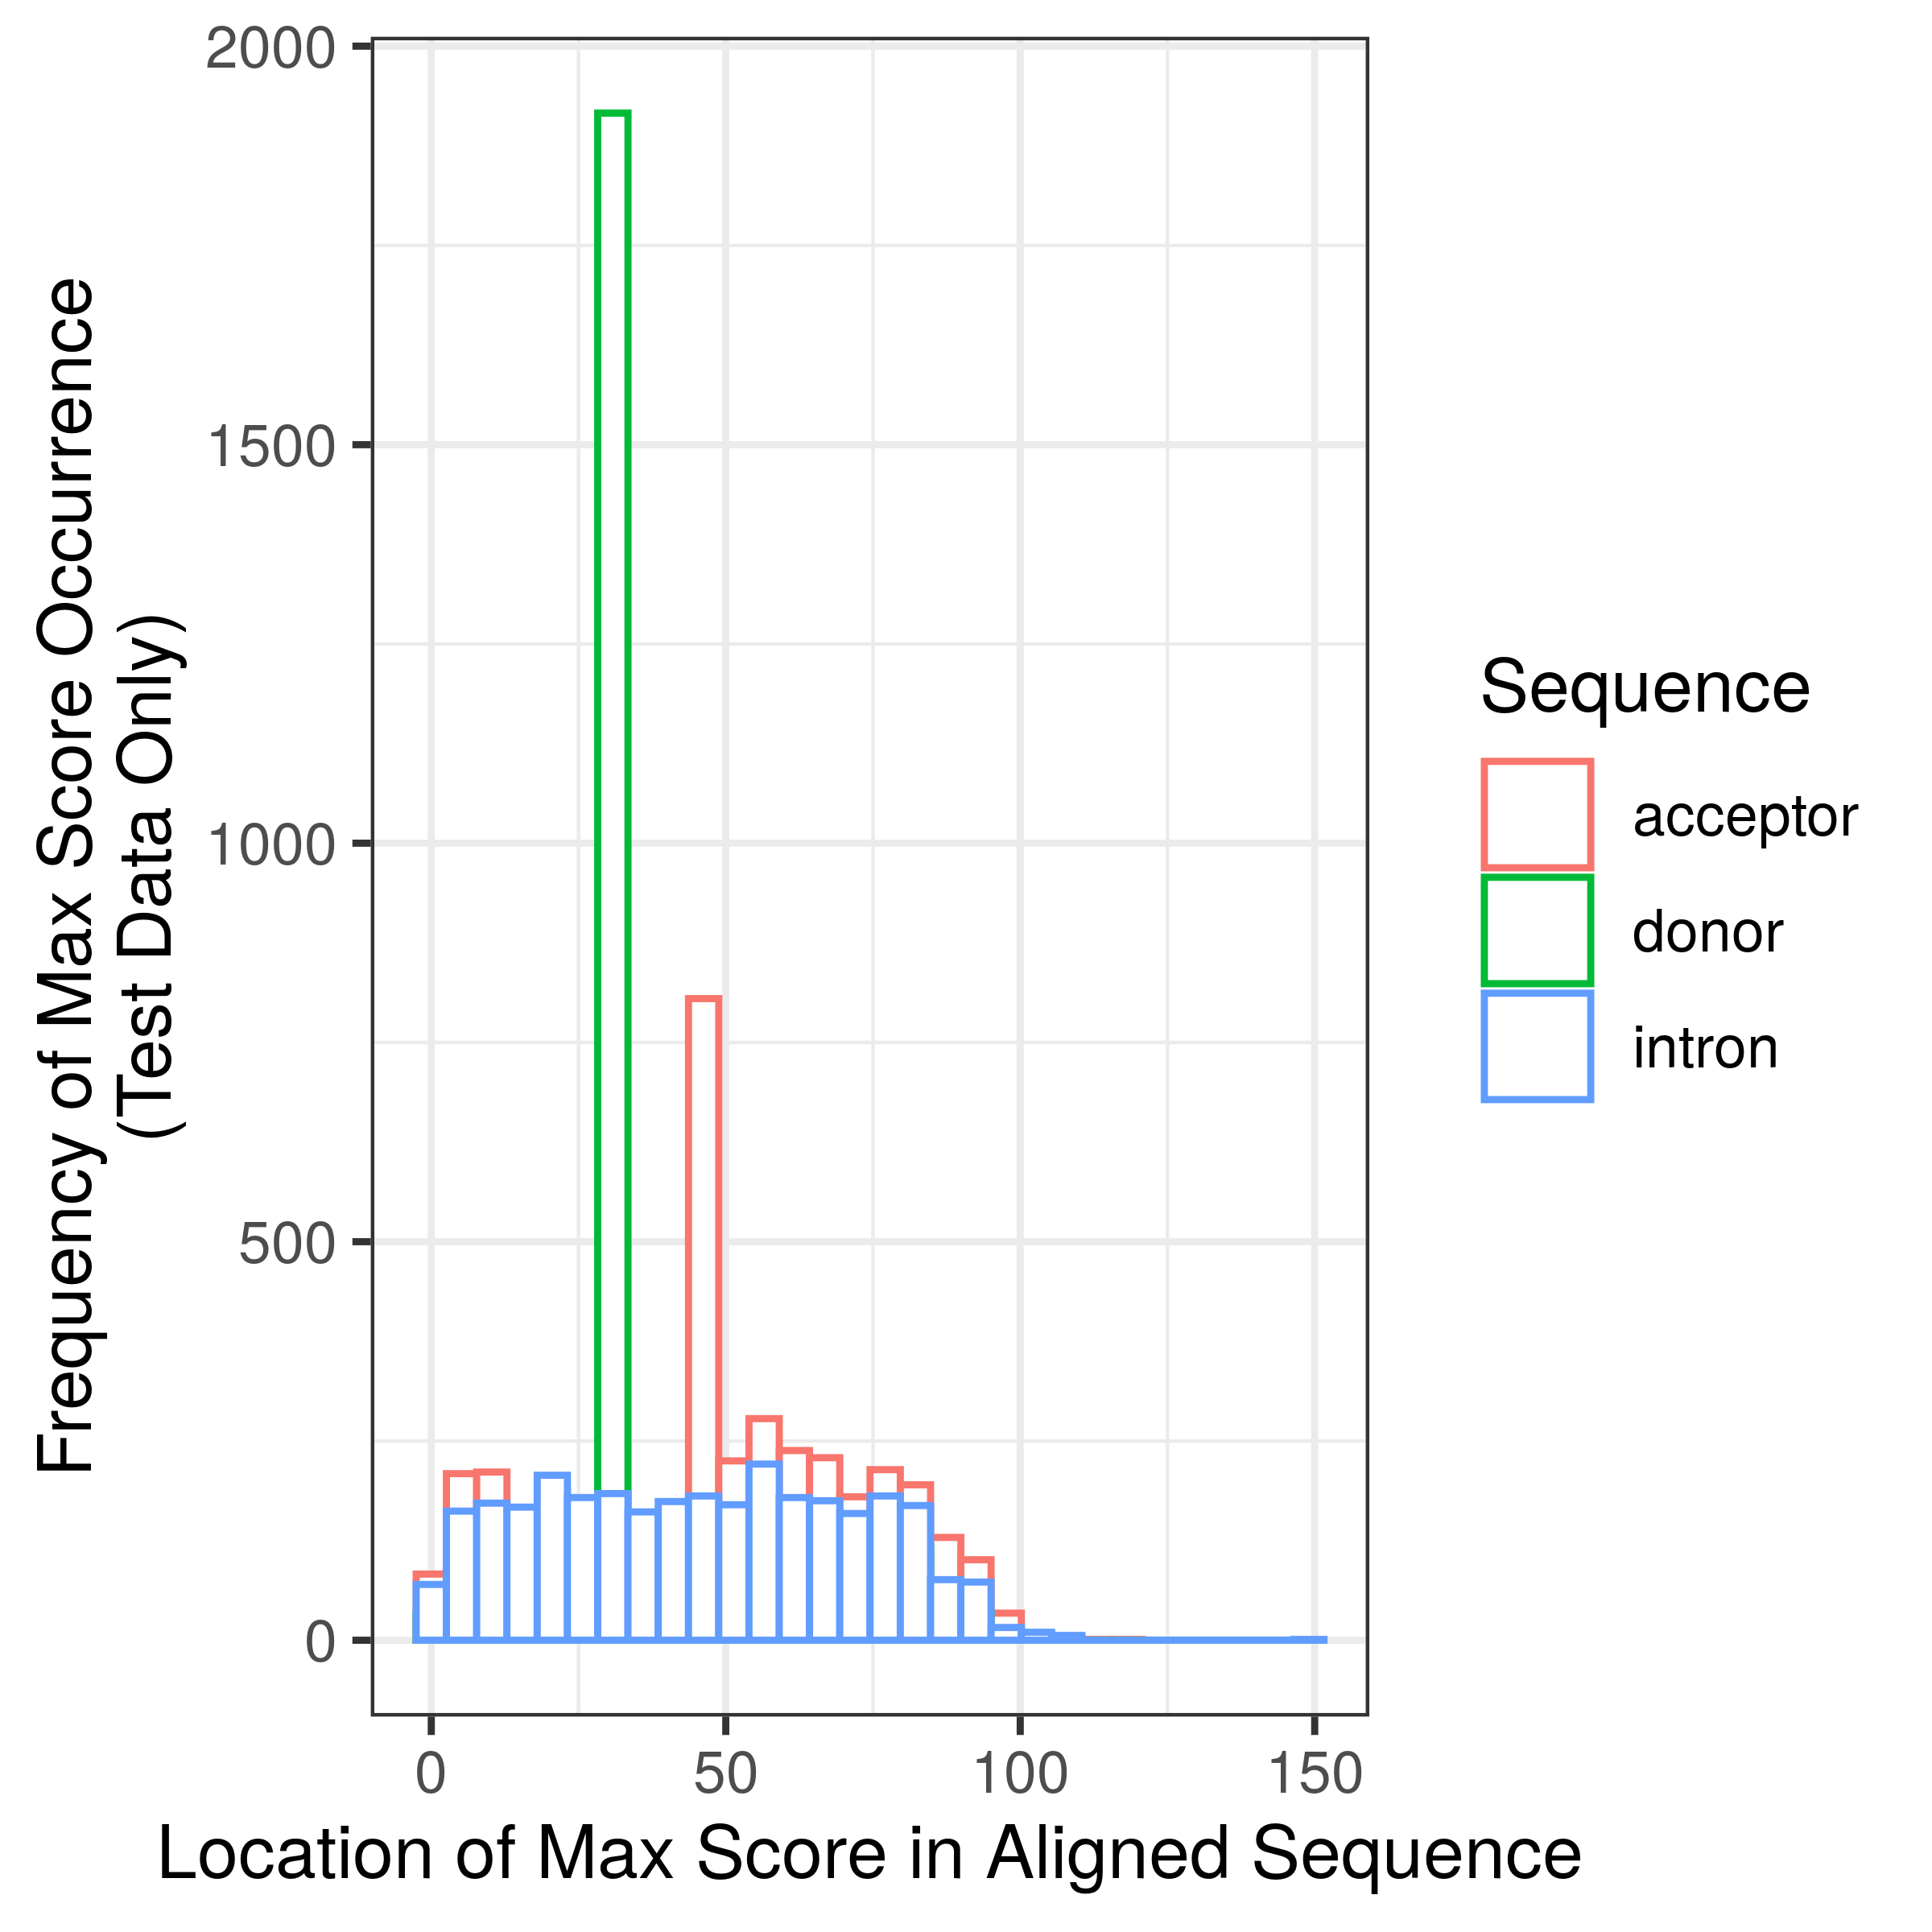 Frequency of Max Score Occurrence
(Test Data Only)
2000
1500
1000
500
0
0 50 100 150
Location of Max Score in Aligned Sequence
Sequence
acceptor
donor
intron